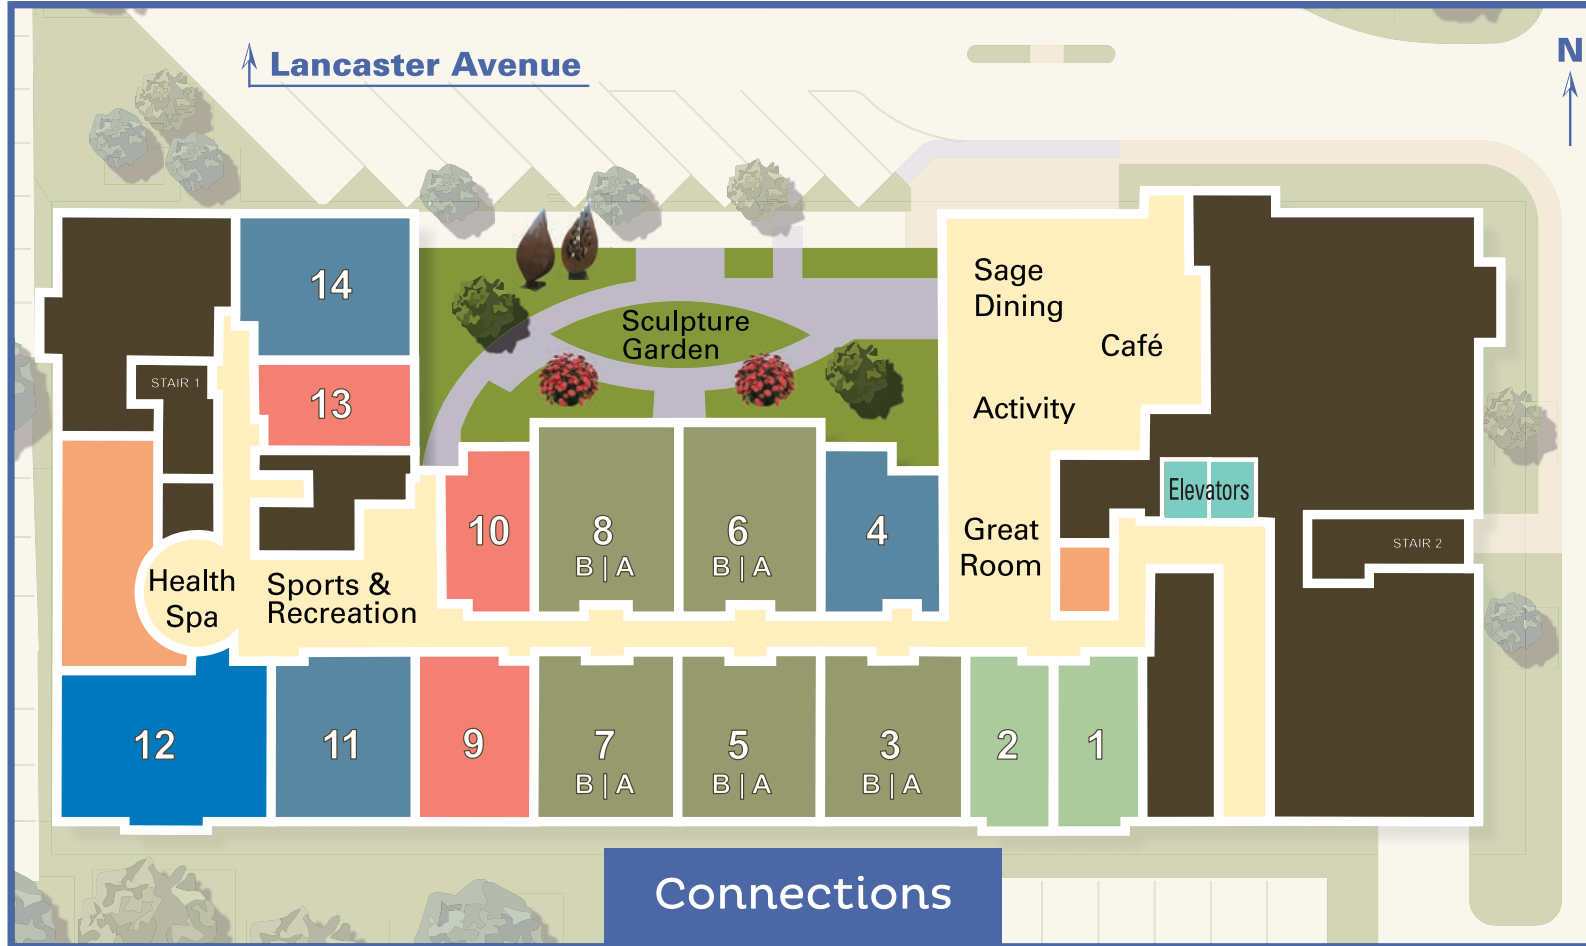 Lancaster Avenue
N
14
Sage
Dining
Sculpture
Garden
Café
STAIR 1
13
Activity
Elevators
10
8
B | A
6
B | A
4
Great
Room
STAIR 2
Health
Spa
Sports &
Recreation
12
11
9
7
B | A
5
B | A
3
B | A
2
1
Connections